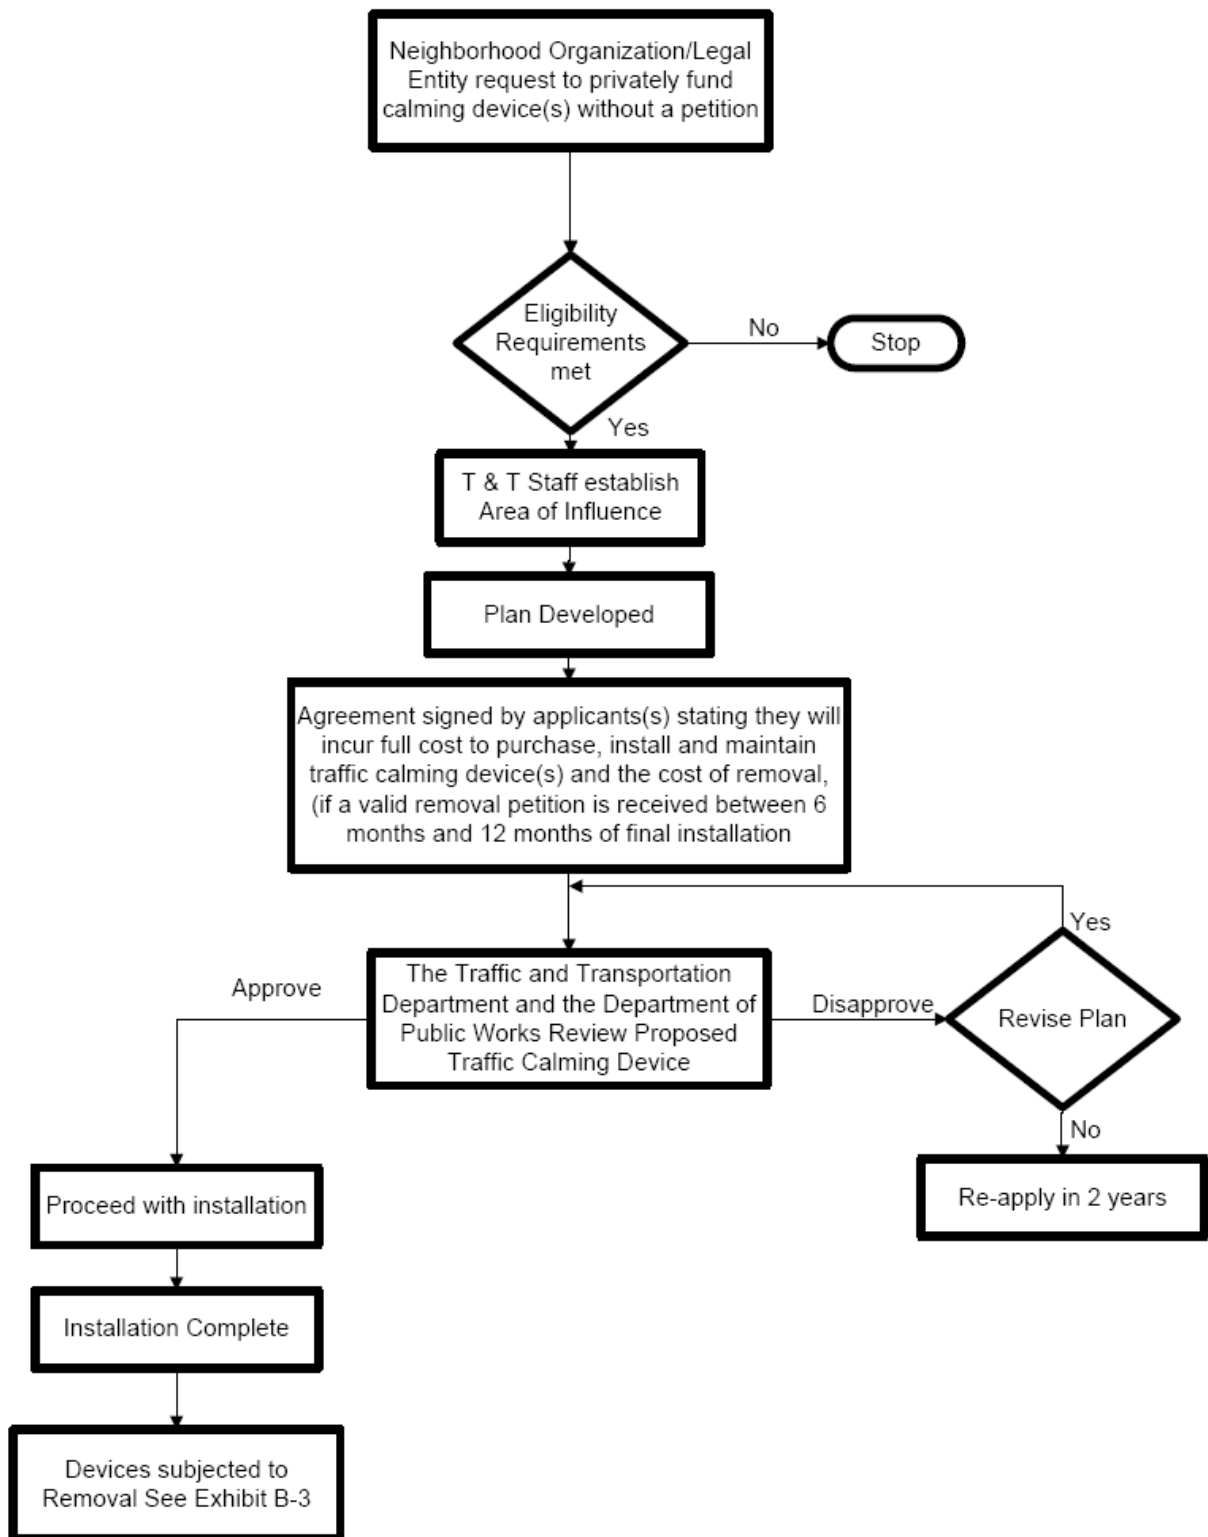 Neighborhood Organization/Legal
Entity request to privately fund
calming device(s) without a petition
Eligibility
Requirements
met
No
Stop
Yes
T & T Staff establish
Area of Influence
Plan Developed
Agreement signed by applicants(s) stating they will
incur full cost to purchase, install and maintain
traffic calming device(s) and the cost of removal,
(if a valid removal petition is received between 6
months and 12 months of final installation
Yes
Approve
The Traffic and Transportation
Department and the Department of
Public Works Review Proposed
Traffic Calming Device
Disapprove
Revise Plan
No
Proceed with installation
Re-apply in 2 years
Installation Complete
Devices subjected to
Removal See Exhibit B-3